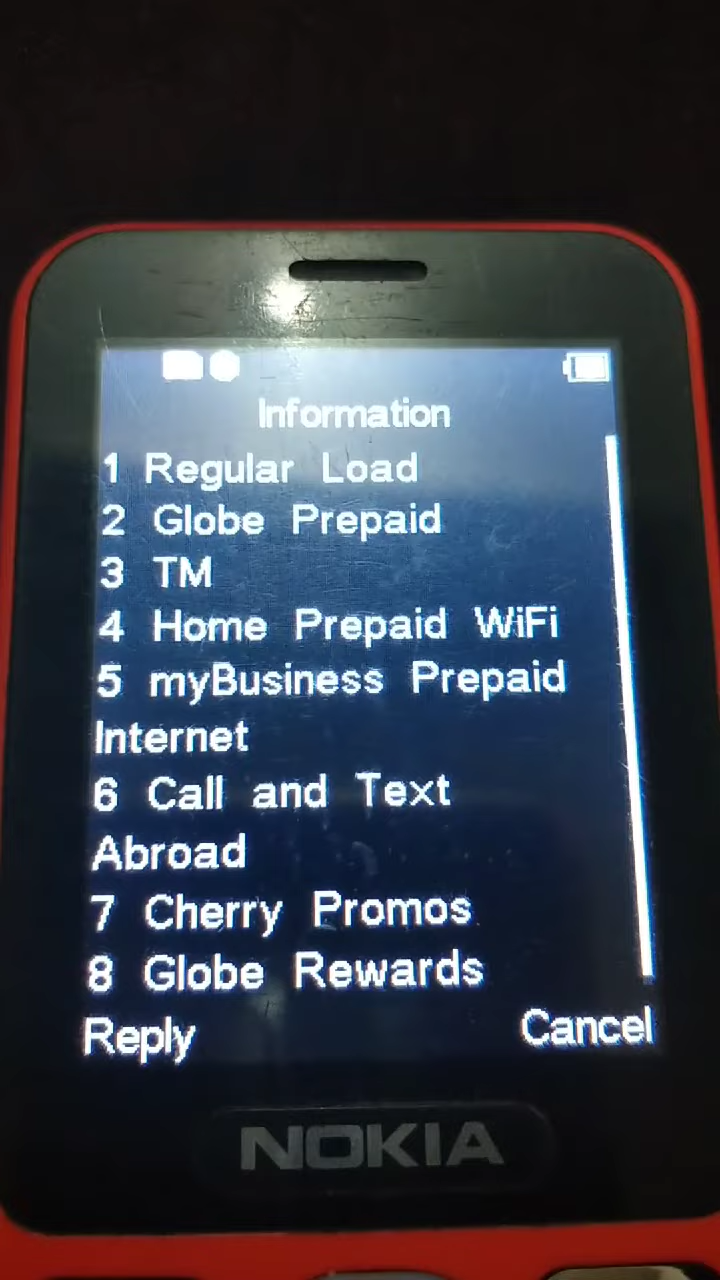 Information
1 Regular Load
2 Globe Prepaid
3 TM
4 Home Prepaid WiFi
5 myBusiness Prepaid
Internet
6 Call and Text
Abroad
7 Cherry Promos
8 Globe Rewards
Reply Cancel
NOKIA